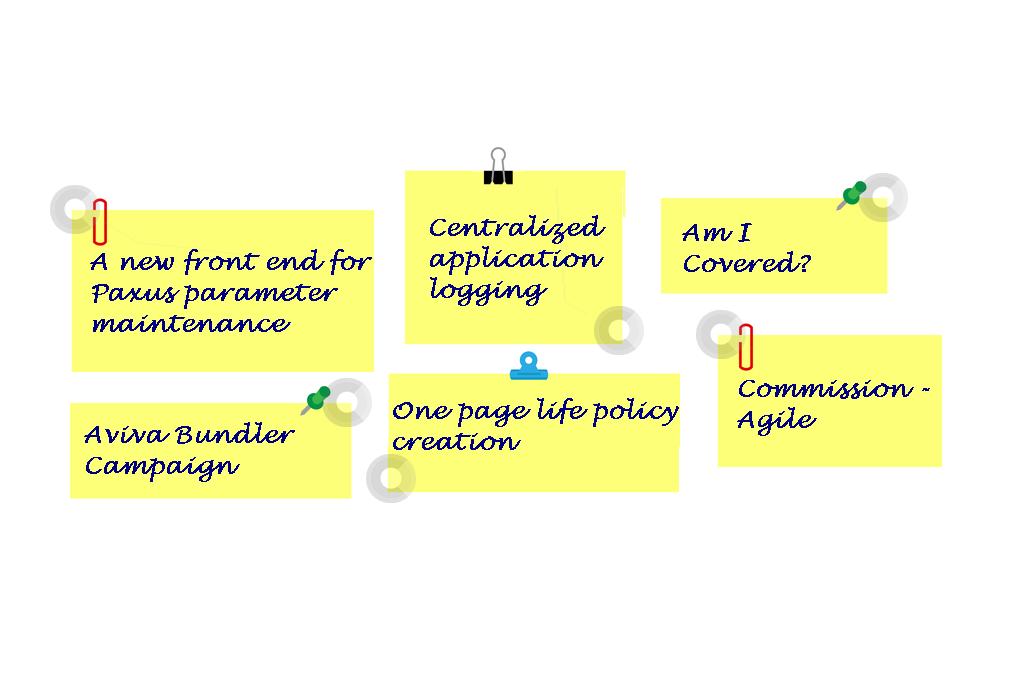 A new front end for
Paxus parameter
maintenance
Centralized
application
logging
Am I
Covered?
Aviva Bundler
Campaign
One page life policy
creation
Commission -
Agile